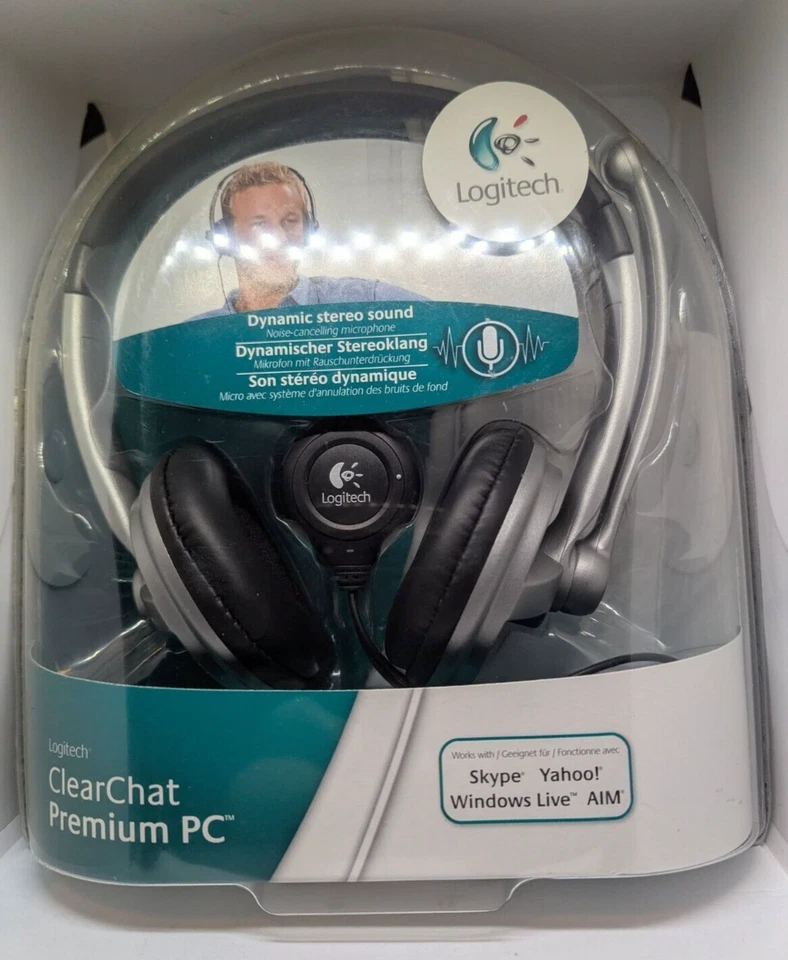 Logitech
Dynamic stereo sound
Noise-cancelling microphone
Dynamischer Stereoklang
Mikrofon mit Rauschunterdrückung
Son stéréo dynamique
Micro avec système d'annulation des bruits de fond
Logitech
Logitech
ClearChat
Premium PC™
Works with / Geeignet für / Fonctionne avec
Skype® Yahoo!®
Windows Live™ AIM®